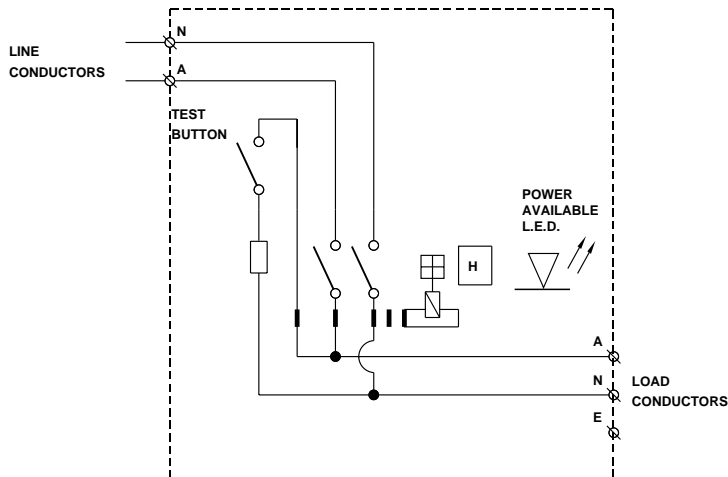 N
LINE
CONDUCTORS
A
TEST
BUTTON
POWER
AVAILABLE
L.E.D.
H
A
N
LOAD
CONDUCTORS
E